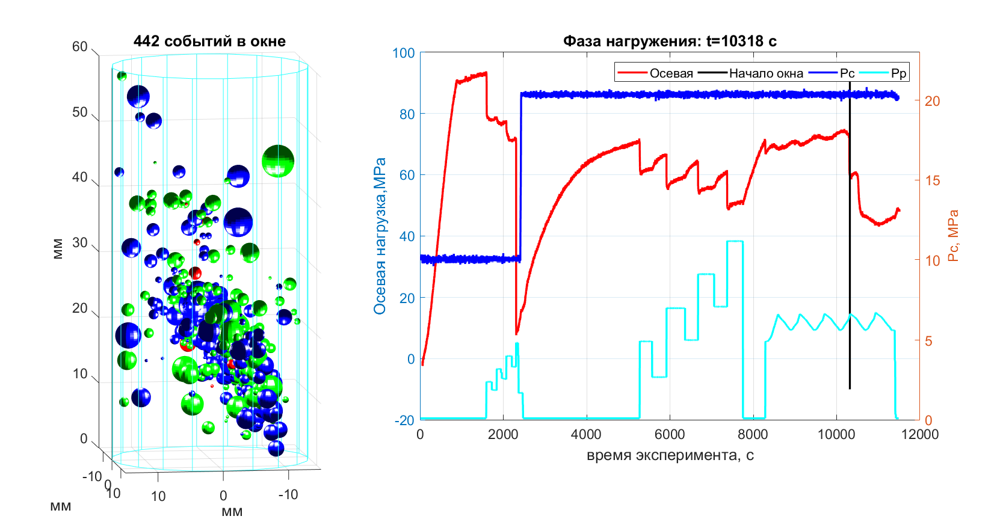 442 событий в окне
60
50
40
30
20
10
0
мм
-10
0
10
мм
10
0
-10
мм
Фаза нагружения: t=10318 с
Осевая Начало окна Pc Pp
100
80
60
40
20
0
-20
Осевая нагрузка,MPa
20
15
10
5
0
Pc, MPa
0 2000 4000 6000 8000 10000 12000
время эксперимента, с